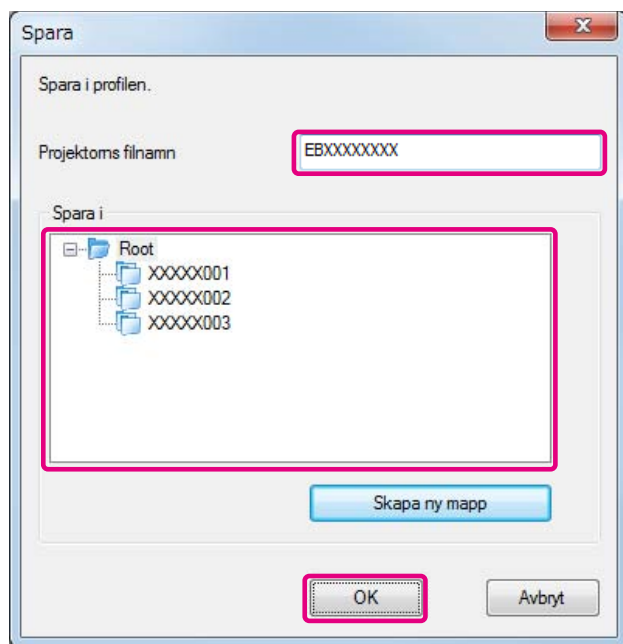 Spara
Spara i profilen.
Projektorns filnamn
EBXXXXXXXX
Spara i
Root
XXXXX001
XXXXX002
XXXXX003
Skapa ny mapp
OK
Avbryt